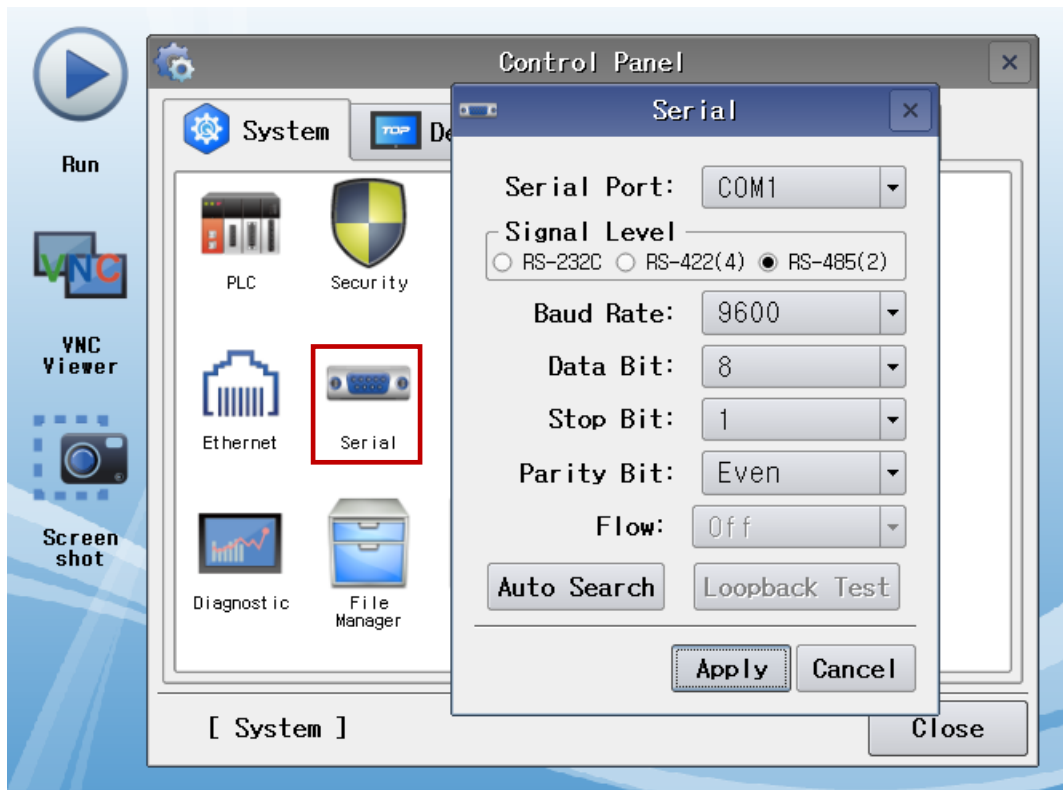 Run
VNC
VNC
Viewer
Screen
shot
Control Panel
System
TOP
De
PLC
Security
Ethernet
Serial
Diagnostic
File
Manager
[ System ]
Close
Serial
Serial Port: COM1
Signal Level
RS-232C RS-422(4) RS-485(2)
Baud Rate: 9600
Data Bit: 8
Stop Bit: 1
Parity Bit: Even
Flow: Off
Auto Search Loopback Test
Apply Cancel